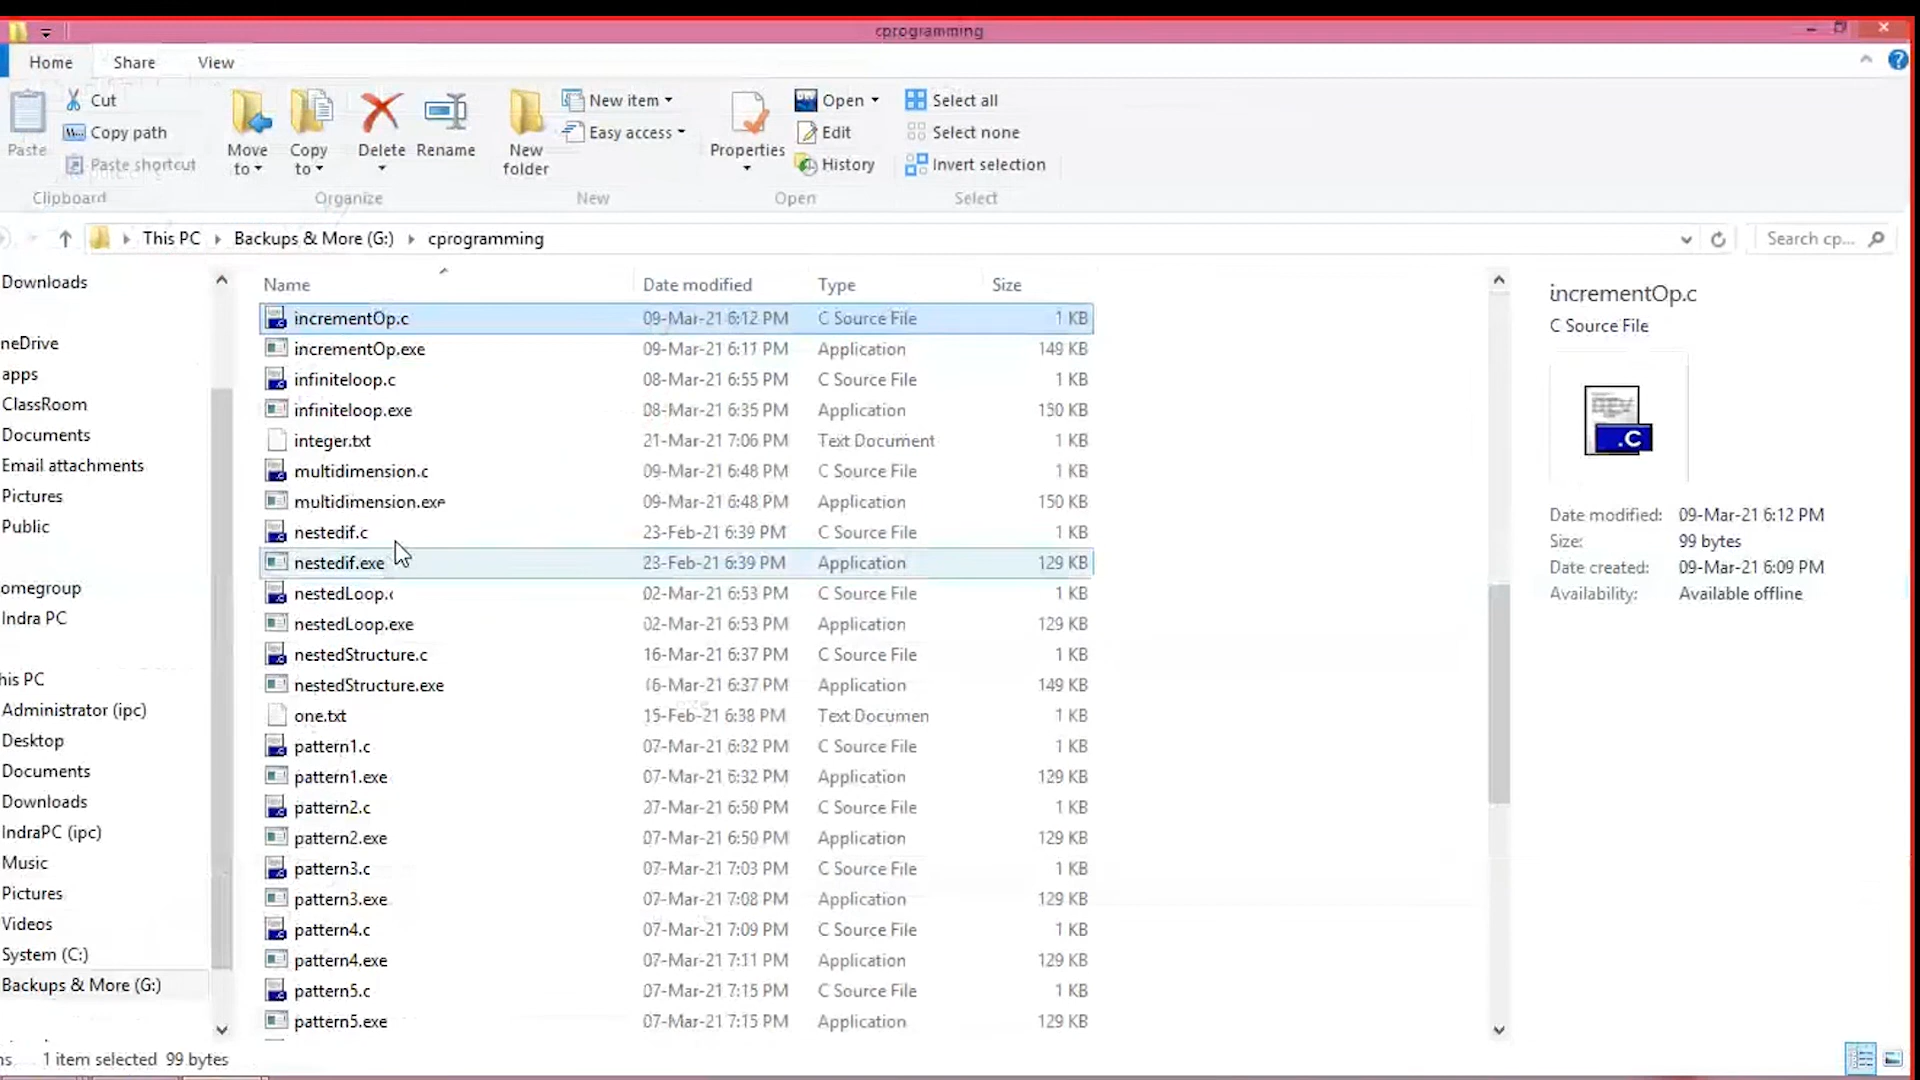 cprogramming
Home Share View
Cut
Copy path
Paste
Paste shortcut
Clipboard
Move to
Copy to
Delete
Rename
Organize
New folder
New item
Easy access
New
Properties
Open
Edit
History
Open
Select all
Select none
Invert selection
Select
This PC Backups & More (G:) cprogramming
Search cp...
Downloads
neDrive
apps
ClassRoom
Documents
Email attachments
Pictures
Public
omegroup
Indra PC
his PC
Administrator (ipc)
Desktop
Documents
Downloads
IndraPC (ipc)
Music
Pictures
Videos
System (C:)
Backups & More (G:)
Name Date modified Type Size
incrementOp.c 09-Mar-21 6:12 PM C Source File 1 KB
incrementOp.exe 09-Mar-21 6:11 PM Application 149 KB
infiniteloop.c 08-Mar-21 6:55 PM C Source File 1 KB
infiniteloop.exe 08-Mar-21 6:35 PM Application 150 KB
integer.txt 21-Mar-21 7:06 PM Text Document 1 KB
multidimension.c 09-Mar-21 6:48 PM C Source File 1 KB
multidimension.exe 09-Mar-21 6:48 PM Application 150 KB
nestedif.c 23-Feb-21 6:39 PM C Source File 1 KB
nestedif.exe 23-Feb-21 6:39 PM Application 129 KB
nestedLoop.c 02-Mar-21 6:53 PM C Source File 1 KB
nestedLoop.exe 02-Mar-21 6:53 PM Application 129 KB
nestedStructure.c 16-Mar-21 6:37 PM C Source File 1 KB
nestedStructure.exe 16-Mar-21 6:37 PM Application 149 KB
one.txt 15-Feb-21 6:38 PM Text Documen 1 KB
pattern1.c 07-Mar-21 6:32 PM C Source File 1 KB
pattern1.exe 07-Mar-21 6:32 PM Application 129 KB
pattern2.c 07-Mar-21 6:50 PM C Source File 1 KB
pattern2.exe 07-Mar-21 6:50 PM Application 129 KB
pattern3.c 07-Mar-21 7:03 PM C Source File 1 KB
pattern3.exe 07-Mar-21 7:08 PM Application 129 KB
pattern4.c 07-Mar-21 7:09 PM C Source File 1 KB
pattern4.exe 07-Mar-21 7:11 PM Application 129 KB
pattern5.c 07-Mar-21 7:15 PM C Source File 1 KB
pattern5.exe 07-Mar-21 7:15 PM Application 129 KB
incrementOp.c
C Source File
.C
Date modified: 09-Mar-21 6:12 PM
Size: 99 bytes
Date created: 09-Mar-21 6:09 PM
Availability: Available offline
ns 1 item selected 99 bytes